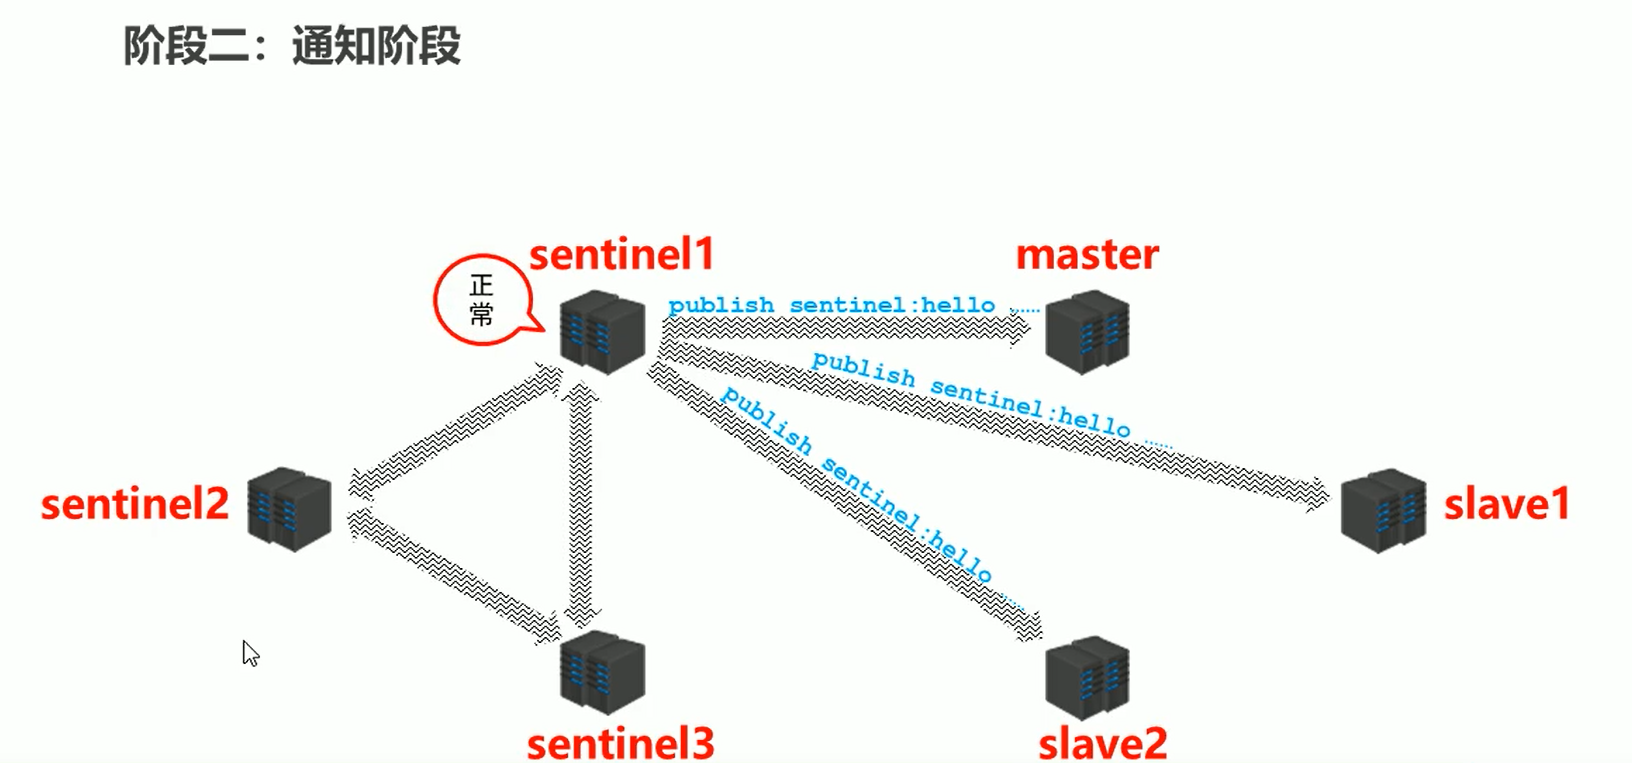 阶段二：通知阶段
sentinel1
master
正
常
publish sentinel:hello ......
publish sentinel:hello ......
publish sentinel:hello ......
sentinel2
slave1
sentinel3
slave2